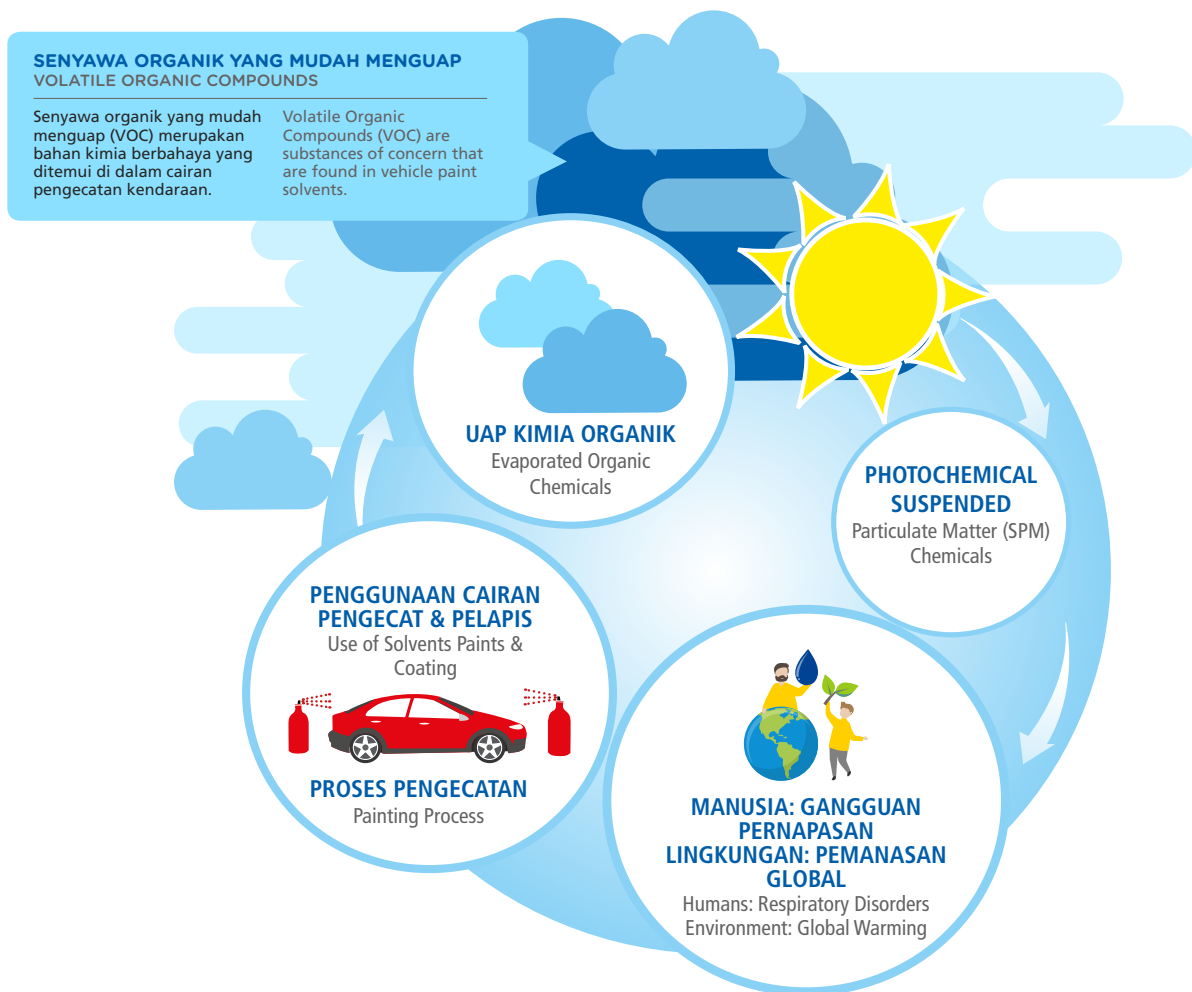 SENYAWA ORGANIK YANG MUDAH MENGUAP
VOLATILE ORGANIC COMPOUNDS
Senyawa organik yang mudah
menguap (VOC) merupakan
bahan kimia berbahaya yang
ditemui di dalam cairan
pengecatan kendaraan.
Volatile Organic
Compounds (VOC) are
substances of concern that
are found in vehicle paint
solvents.
UAP KIMIA ORGANIK
Evaporated Organic
Chemicals
PHOTOCHEMICAL
SUSPENDED
Particulate Matter (SPM)
Chemicals
PENGGUNAAN CAIRAN
PENGECAT & PELAPIS
Use of Solvents Paints &
Coating
PROSES PENGECATAN
Painting Process
MANUSIA: GANGGUAN
PERNAPASAN
LINGKUNGAN: PEMANASAN
GLOBAL
Humans: Respiratory Disorders
Environment: Global Warming